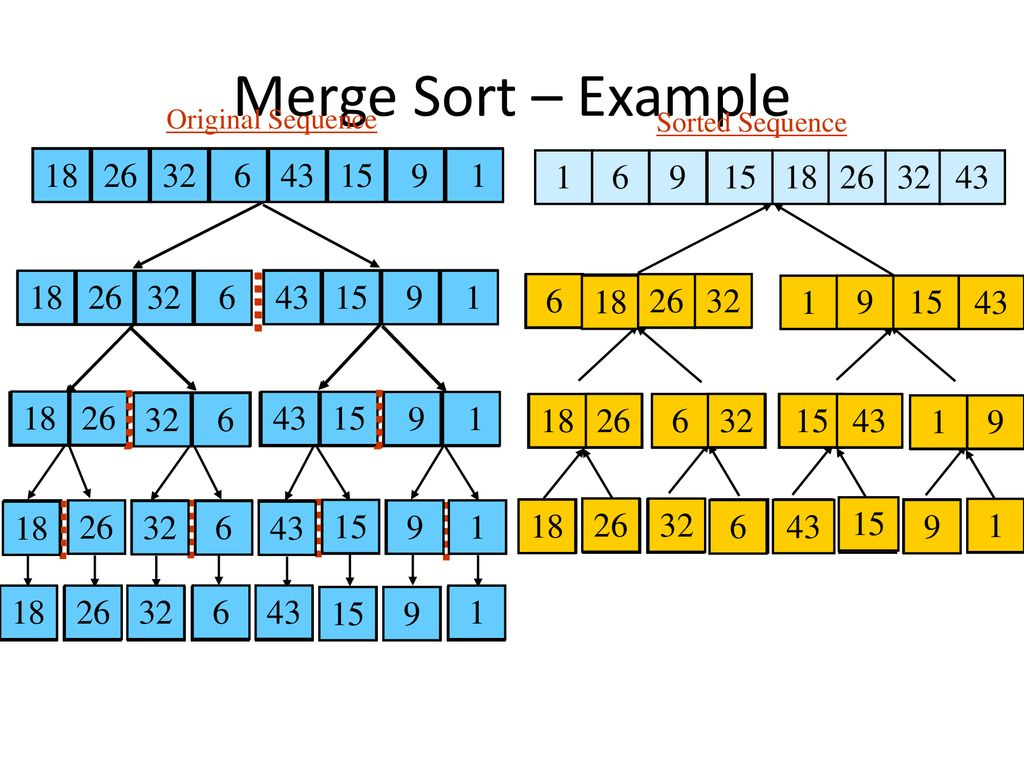 Merge Sort – Example
Original Sequence
Sorted Sequence
18 26 32 6 43 15 9 1
1 6 9 15 18 26 32 43
18 26 32 6 43 15 9 1
6 18 26 32 1 9 15 43
18 26 32 6 43 15 9 1
18 26 6 32 15 43 1 9
18 26 32 6 43 15 9 1
18 26 32 6 43 15 9 1
18 26 32 6 43 15 9 1